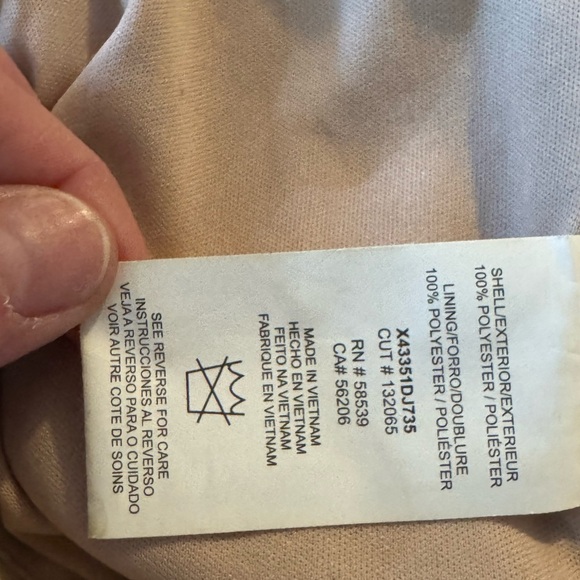 SHELL/EXTERIOR/EXTERIEUR
100% POLYESTER / POLIÉSTER
LINING/FORRO/DOUBLURE
100% POLYESTER / POLIÉSTER
X43351DJ735
CUT # 132065
RN # 58539
CA# 56206
MADE IN VIETNAM
HECHO EN VIETNAM
FEITO NA VIETNAM
FABRIQUE EN VIETNAM
SEE REVERSE FOR CARE
INSTRUCCIONES AL REVERSO
VEJA A REVERSO PARA O CUIDADO
VOIR AUTRE COTE DE SOINS